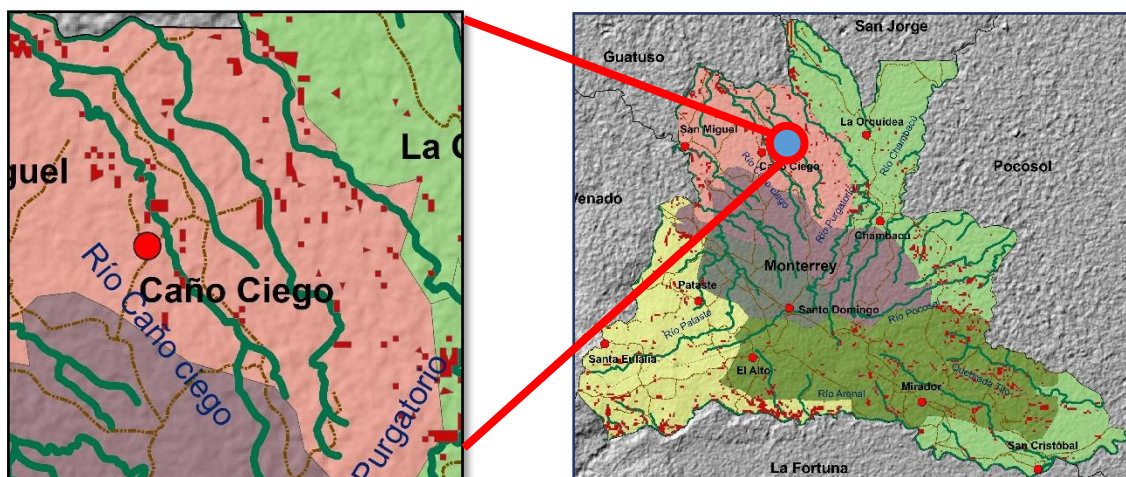 guel
La O
Caño Ciego
Río Caño ciego
Purgatorio
San Jorge
Guatuso
La Orquidea
San Miguel
Río Chambacú
Pocosol
Caño Ciego
Venado
Río Purgatorio
Chambacú
Monterrey
Pataste
Santo Domingo
Río Pocosol
Río Pataste
Santa Eulalia
El Alto
Mirador
Río Arenal
San Cristóbal
La Fortuna